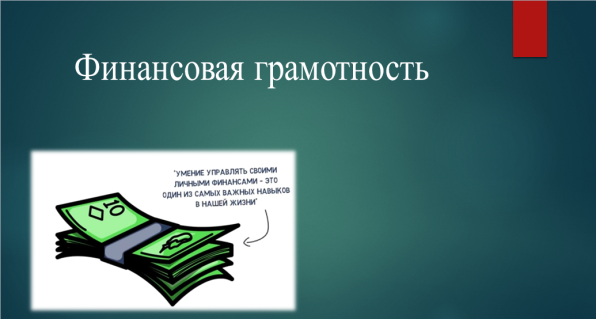 Финансовая грамотность
"УМЕНИЕ УПРАВЛЯТЬ СВОИМИ
ЛИЧНЫМИ ФИНАНСАМИ - ЭТО
ОДИН ИЗ САМЫХ ВАЖНЫХ НАВЫКОВ
В НАШЕЙ ЖИЗНИ"
10